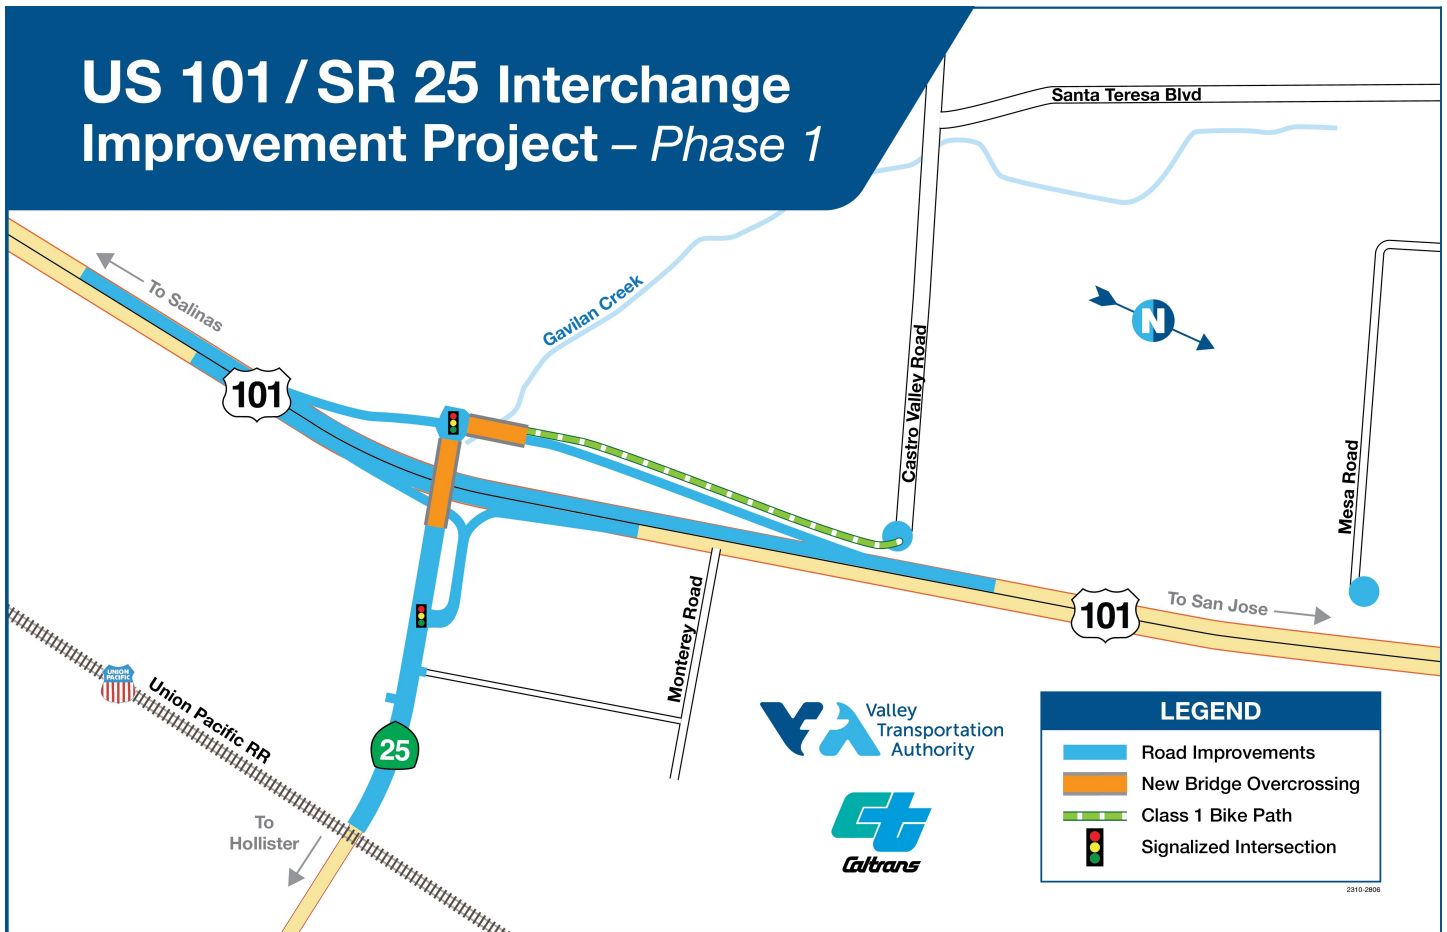 US 101 / SR 25 Interchange
Improvement Project – Phase 1
Santa Teresa Blvd
To Salinas
Gavilan Creek
N
Castro Valley Road
101
Mesa Road
To San Jose
101
Monterey Road
UNION
PACIFIC
Union Pacific RR
25
To
Hollister
Valley
Transportation
Authority
Caltrans
LEGEND
Road Improvements
New Bridge Overcrossing
Class 1 Bike Path
Signalized Intersection
2310-2806